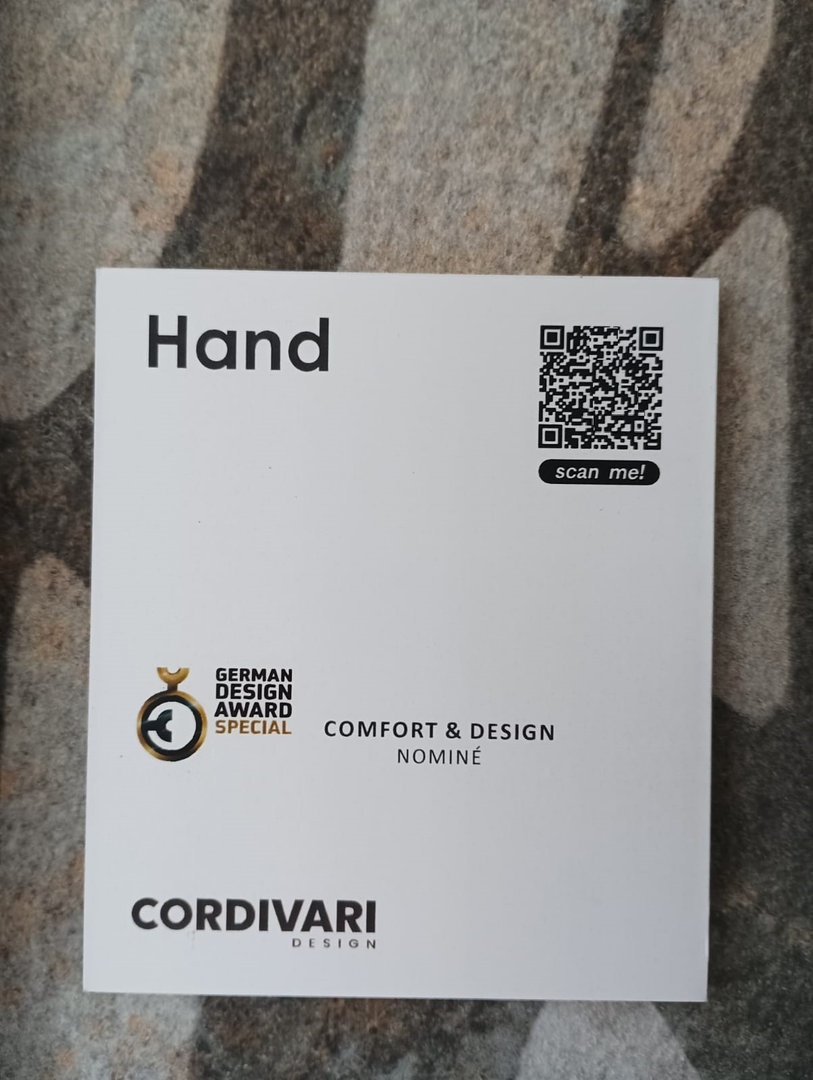 Hand
scan me!
GERMAN
DESIGN
AWARD
SPECIAL
COMFORT & DESIGN
NOMINÉ
CORDIVARI
DESIGN